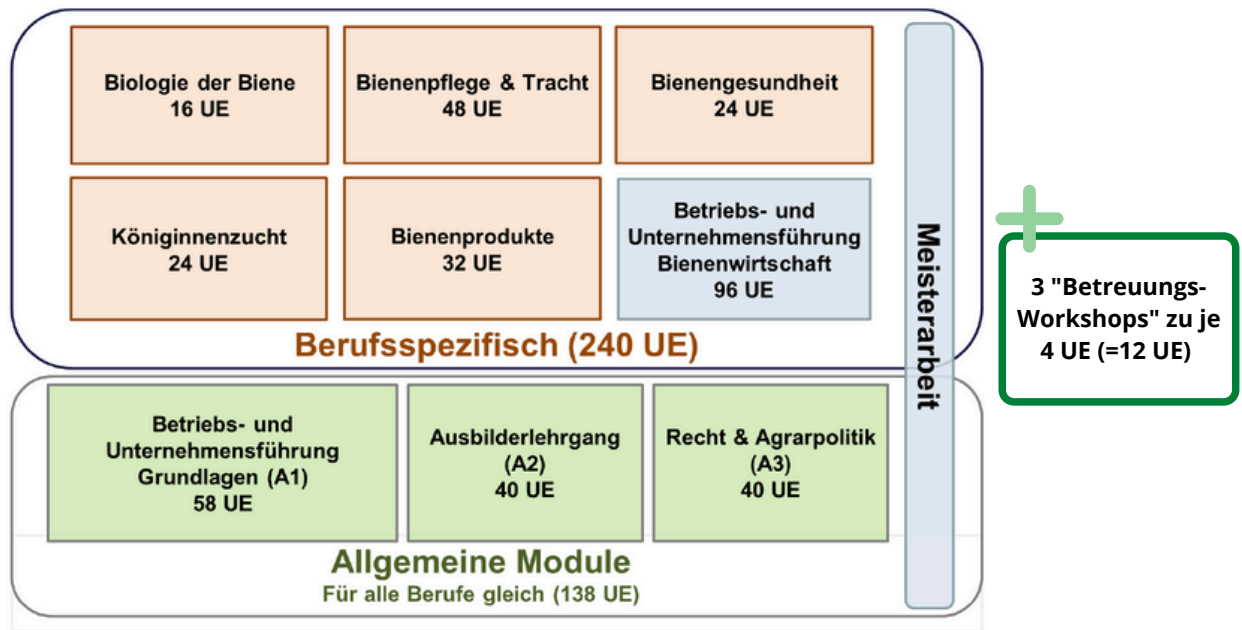 Biologie der Biene
16 UE
Bienenpflege & Tracht
48 UE
Bienengesundheit
24 UE
Königinnenzucht
24 UE
Bienenprodukte
32 UE
Betriebs- und
Unternehmensführung
Bienenwirtschaft
96 UE
Berufsspezifisch (240 UE)
Meisterarbeit
3 "Betreuungs-
Workshops" zu je
4 UE (=12 UE)
Betriebs- und
Unternehmensführung
Grundlagen (A1)
58 UE
Ausbilderlehrgang
(A2)
40 UE
Recht & Agrarpolitik
(A3)
40 UE
Allgemeine Module
Für alle Berufe gleich (138 UE)